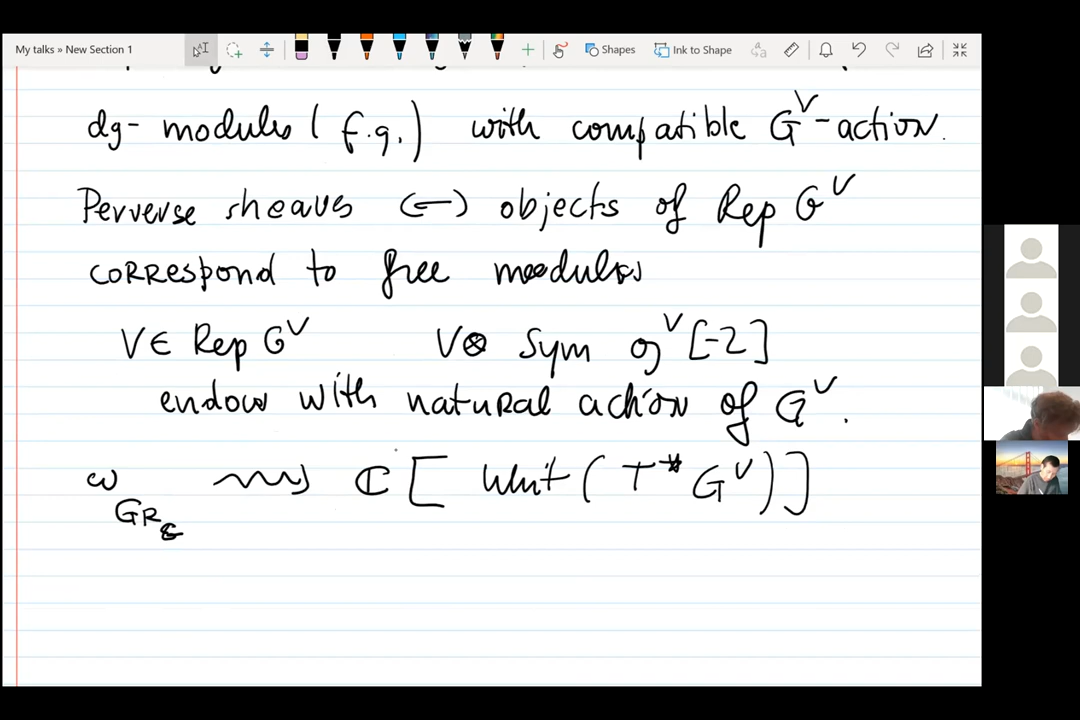 My talks » New Section 1
Shapes
Ink to Shape
dg- modules (f.g.) with compatible G^∨-action.
Perverse sheaves ↔ objects of Rep G^∨
correspond to free modules
V ∈ Rep G^∨ V ⊗ Sym 𝔤^∨[-2]
endow with natural action of G^∨.
ω_{Gr_G} ⇝ ℂ[Whit(T*G^∨)]